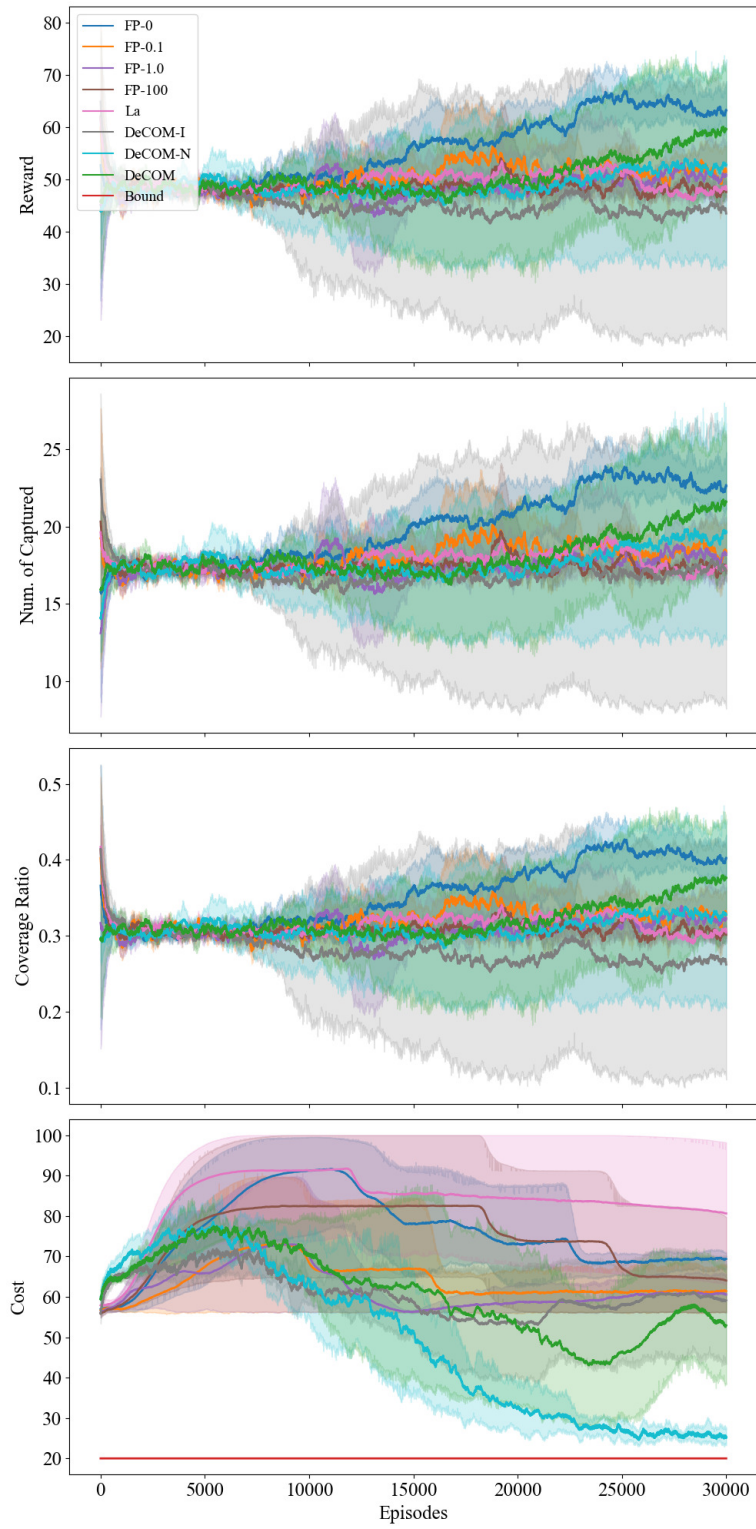 80
70
60
50
40
30
20
Reward
FP-0
FP-0.1
FP-1.0
FP-100
La
DeCOM-I
DeCOM-N
DeCOM
Bound
25
20
15
10
Num. of Captured
0.5
0.4
0.3
0.2
0.1
Coverage Ratio
100
90
80
70
60
50
40
30
20
Cost
0 5000 10000 15000 20000 25000 30000
Episodes